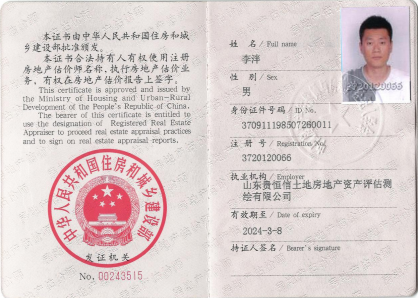 本证书由中华人民共和国住房和城
乡建设部批准颁发。
本证书合法持有人有权使用注册
房地产估价师名称，执行房地产估价业
务，有权在房地产估价报告上签字。
This certificate is approved and issued by
the Ministry of Housing and Urban-Rural
Development of the People's Republic of China.
The bearer of this certificate is entitled to
use the designation of Registered Real Estate
Appraiser to proceed real estate appraisal practices
and to sign on real estate appraisal reports.
中华人民共和国住房和城乡建设部
发证机关
No. 00243515
姓 名 / Full name
李洋
性 别 / Sex
男
身份证件号码 / ID.No.
370911198507260011
注 册 号 / Registration No.
3720120066
执业机构 / Employer
山东贵恒信土地房地产资产评估测
绘有限公司
有效期至 / Date of expiry
2024-3-8
持证人签名 / Bearer's signature
3720120066